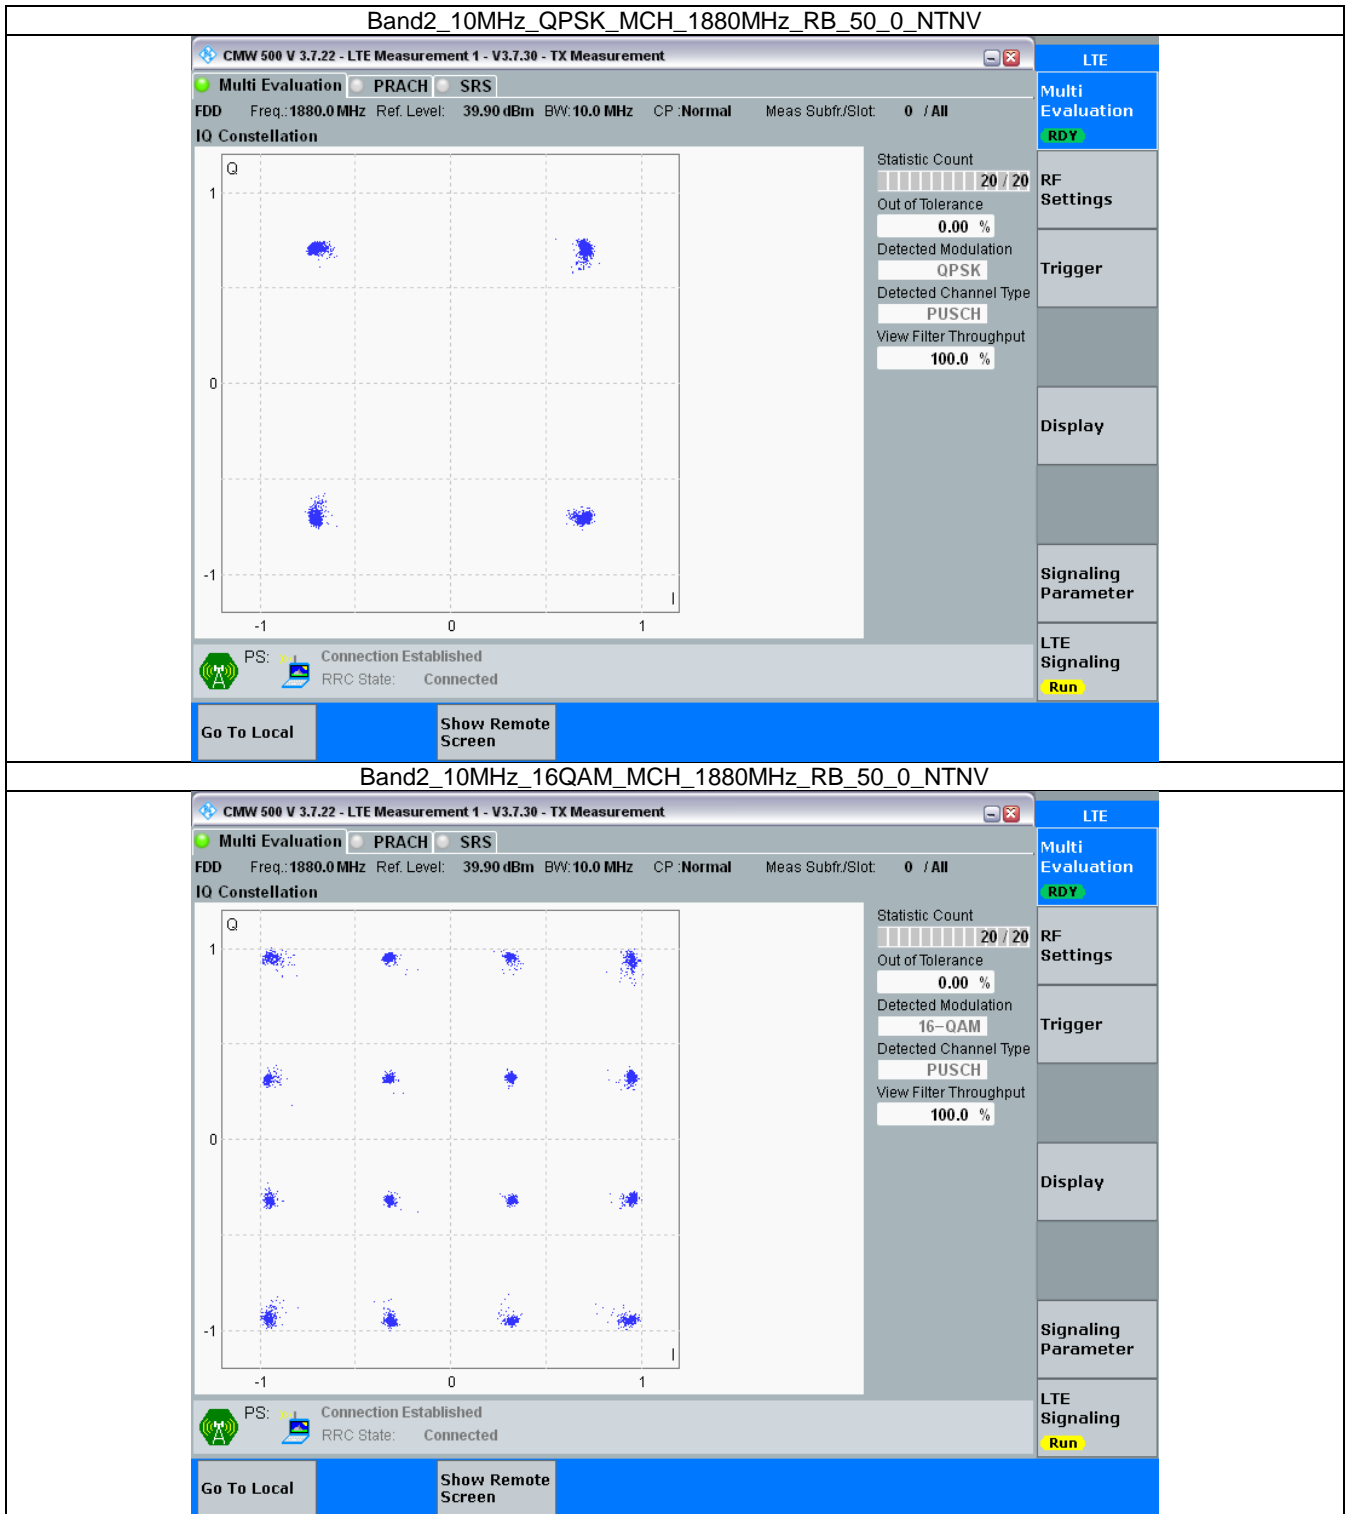 Band2_10MHz_QPSK_MCH_1880MHz_RB_50_0_NTNV
CMW 500 V 3.7.22 - LTE Measurement 1 - V3.7.30 - TX Measurement
LTE
Multi Evaluation PRACH SRS
FDD Freq.: 1880.0 MHz Ref. Level: 39.90 dBm BW: 10.0 MHz CP : Normal Meas Subfr./Slot: 0 / All
IQ Constellation
Q
1
0
-1
I
-1 0 1
Statistic Count
20 / 20
Out of Tolerance
0.00 %
Detected Modulation
QPSK
Detected Channel Type
PUSCH
View Filter Throughput
100.0 %
Multi
Evaluation
RDY
RF
Settings
Trigger
Display
Signaling
Parameter
LTE
Signaling
Run
PS: Connection Established
RRC State: Connected
Go To Local
Show Remote
Screen
Band2_10MHz_16QAM_MCH_1880MHz_RB_50_0_NTNV
CMW 500 V 3.7.22 - LTE Measurement 1 - V3.7.30 - TX Measurement
LTE
Multi Evaluation PRACH SRS
FDD Freq.: 1880.0 MHz Ref. Level: 39.90 dBm BW: 10.0 MHz CP : Normal Meas Subfr./Slot: 0 / All
IQ Constellation
Q
1
0
-1
I
-1 0 1
Statistic Count
20 / 20
Out of Tolerance
0.00 %
Detected Modulation
16-QAM
Detected Channel Type
PUSCH
View Filter Throughput
100.0 %
Multi
Evaluation
RDY
RF
Settings
Trigger
Display
Signaling
Parameter
LTE
Signaling
Run
PS: Connection Established
RRC State: Connected
Go To Local
Show Remote
Screen